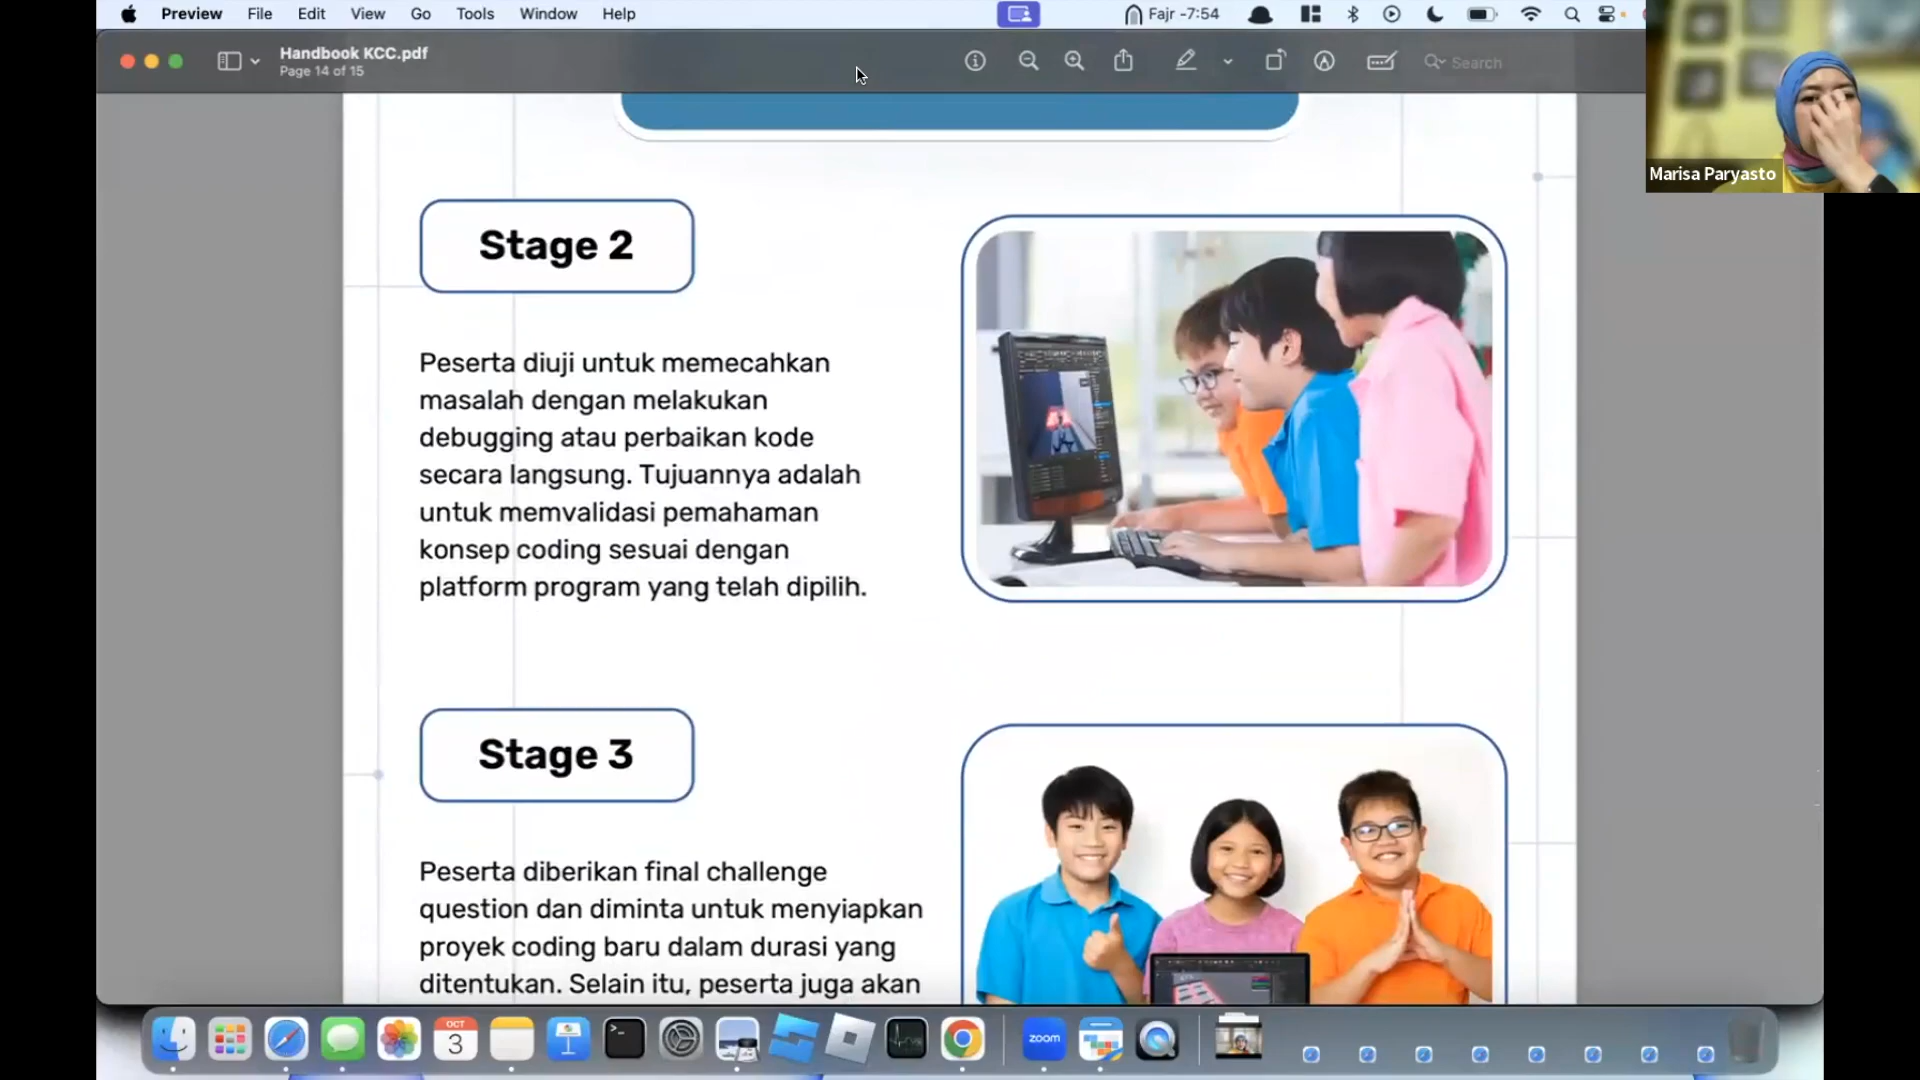 Preview File Edit View Go Tools Window Help Fajr -7:54
Handbook KCC.pdf
Page 14 of 15
Search
Marisa Paryasto
Stage 2
Peserta diuji untuk memecahkan
masalah dengan melakukan
debugging atau perbaikan kode
secara langsung. Tujuannya adalah
untuk memvalidasi pemahaman
konsep coding sesuai dengan
platform program yang telah dipilih.
Stage 3
Peserta diberikan final challenge
question dan diminta untuk menyiapkan
proyek coding baru dalam durasi yang
ditentukan. Selain itu, peserta juga akan
OCT
3
zoom